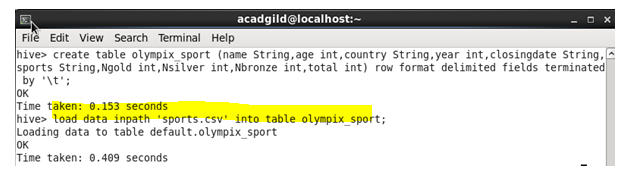 acadgild@localhost:~
File Edit View Search Terminal Help
hive> create table olympix_sport (name String,age int,country String,year int,closingdate String,
sports String,Ngold int,Nsilver int,Nbronze int,total int) row format delimited fields terminated
by '\t';
OK
Time taken: 0.153 seconds
hive> load data inpath 'sports.csv' into table olympix_sport;
Loading data to table default.olympix_sport
OK
Time taken: 0.409 seconds